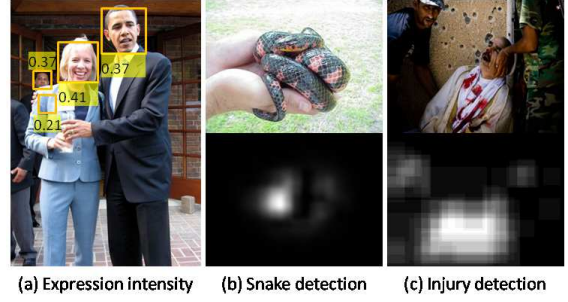 0.37
0.37
0.41
0.21
(a) Expression intensity
(b) Snake detection
(c) Injury detection